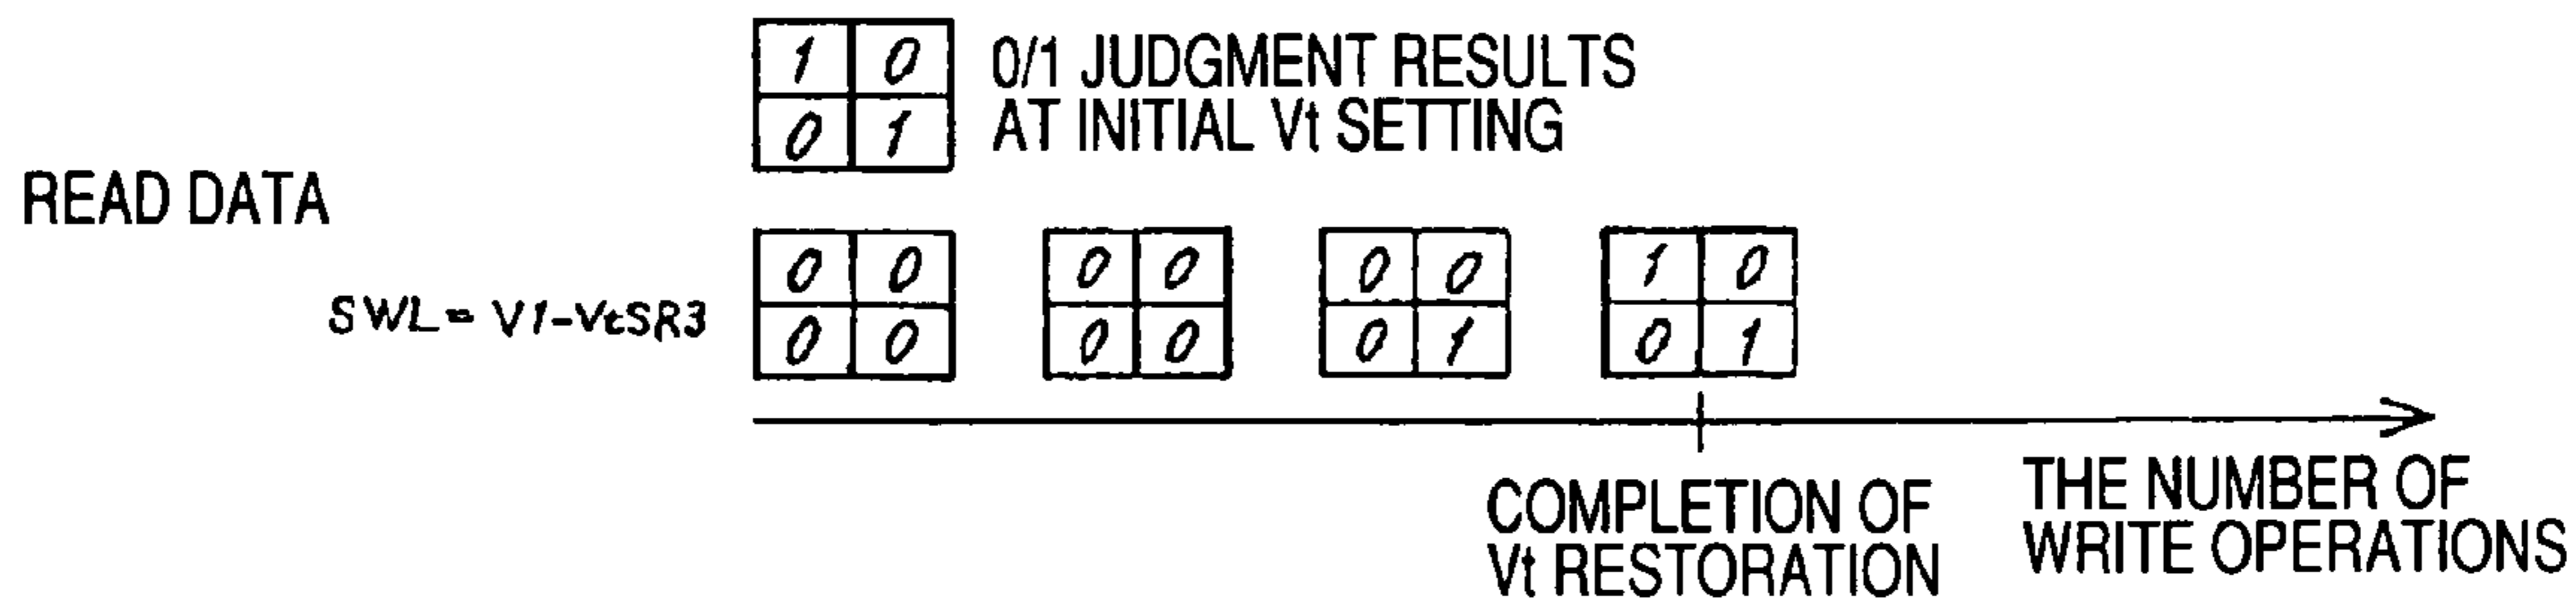 1 0
0 1
0/1 JUDGMENT RESULTS
AT INITIAL Vt SETTING
READ DATA
SWL = V1-VtSR3
0 0 0 0 0 0 1 0
0 0 0 0 0 1 0 1
COMPLETION OF
Vt RESTORATION
THE NUMBER OF
WRITE OPERATIONS